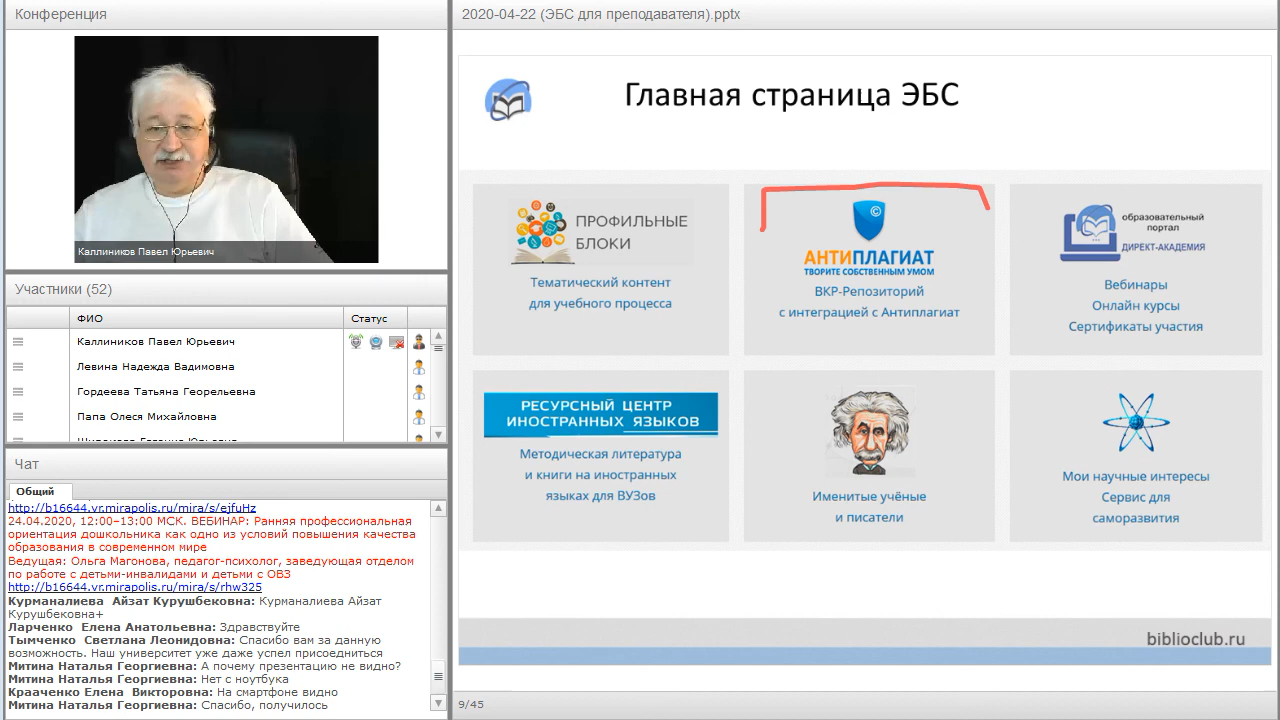 Конференция
Каллиников Павел Юрьевич
Участники (52)
ФИО
Статус
Каллиников Павел Юрьевич
Левина Надежда Вадимовна
Гордеева Татьяна Георельевна
Папа Олеся Михайловна
Чат
Общий
http://b16644.vr.mirapolis.ru/mira/s/ejfuHz
24.04.2020, 12:00–13:00 МСК. ВЕБИНАР: Ранняя профессиональная
ориентация дошкольника как одно из условий повышения качества
образования в современном мире
Ведущая: Ольга Магонова, педагог-психолог, заведующая отделом
по работе с детьми-инвалидами и детьми с ОВЗ
http://b16644.vr.mirapolis.ru/mira/s/rhw325
Курманалиева Айзат Курушбековна: Курманалиева Айзат
Курушбековна+
Ларченко Елена Анатольевна: Здравствуйте
Тымченко Светлана Леонидовна: Спасибо вам за данную
возможность. Наш университет уже даже успел присоедниться
Митина Наталья Георгиевна: А почему презентацию не видно?
Митина Наталья Георгиевна: Нет с ноутбука
Крааченко Елена Викторовна: На смартфоне видно
Митина Наталья Георгиевна: Спасибо, получилось
2020-04-22 (ЭБС для преподавателя).pptx
Главная страница ЭБС
ПРОФИЛЬНЫЕ
БЛОКИ
Тематический контент
для учебного процесса
©
АНТИПЛАГИАТ
ТВОРИТЕ СОБСТВЕННЫМ УМОМ
ВКР-Репозиторий
с интеграцией с Антиплагиат
образовательный
портал
ДИРЕКТ-АКАДЕМИЯ
Вебинары
Онлайн курсы
Сертификаты участия
РЕСУРСНЫЙ ЦЕНТР
ИНОСТРАННЫХ ЯЗЫКОВ
Методическая литература
и книги на иностранных
языках для ВУЗов
Именитые учёные
и писатели
Мои научные интересы
Сервис для
саморазвития
biblioclub.ru
9/45